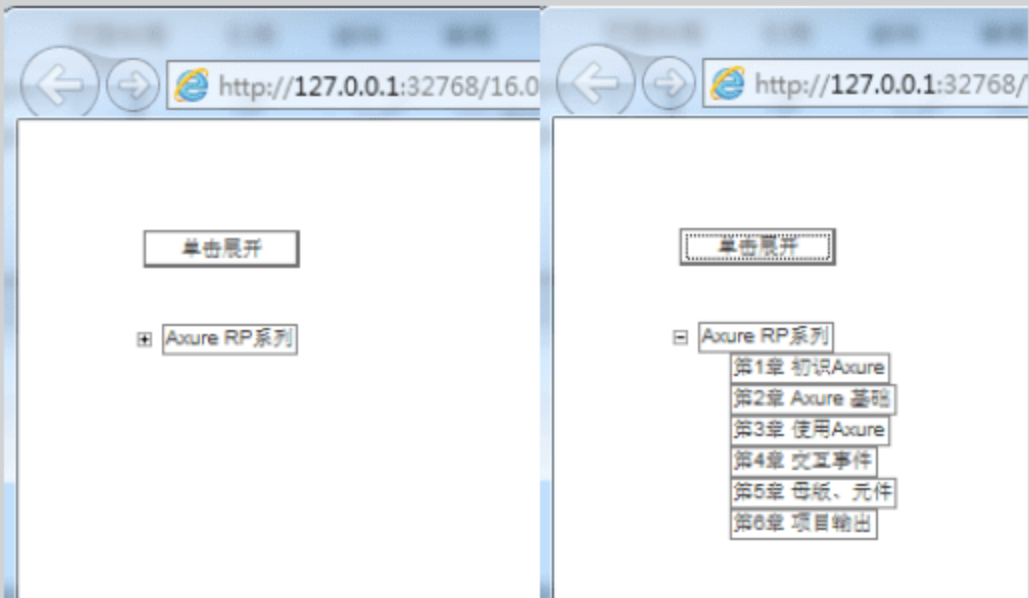 http://127.0.0.1:32768/16.0
单击展开
Axure RP系列
http://127.0.0.1:32768/
单击展开
Axure RP系列
第1章 初识Axure
第2章 Axure 基础
第3章 使用Axure
第4章 交互事件
第5章 母版、元件
第6章 项目输出